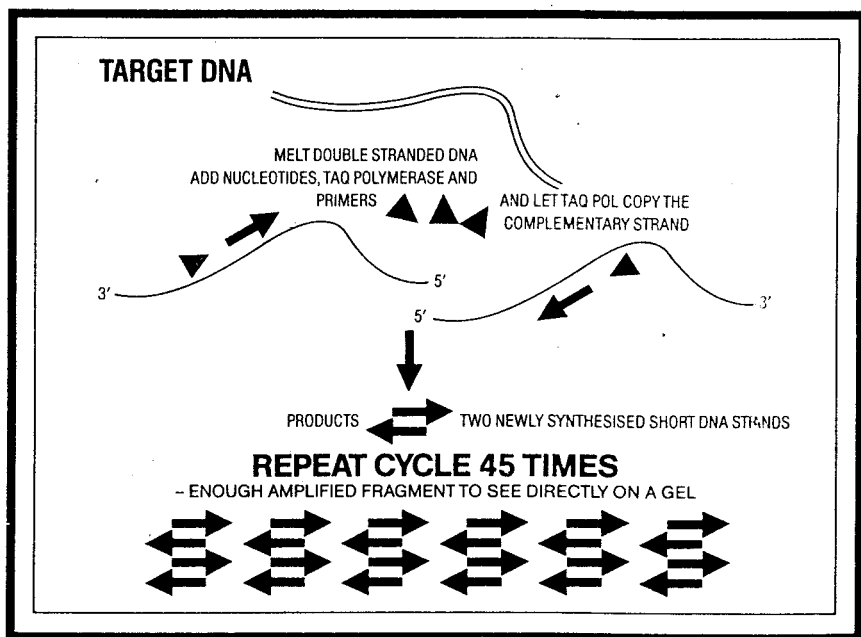 TARGET DNA
MELT DOUBLE STRANDED DNA
ADD NUCLEOTIDES, TAQ POLYMERASE AND
PRIMERS
AND LET TAQ POL COPY THE
COMPLEMENTARY STRAND
3'
5'
5'
3'
PRODUCTS
TWO NEWLY SYNTHESISED SHORT DNA STRANDS
REPEAT CYCLE 45 TIMES
– ENOUGH AMPLIFIED FRAGMENT TO SEE DIRECTLY ON A GEL